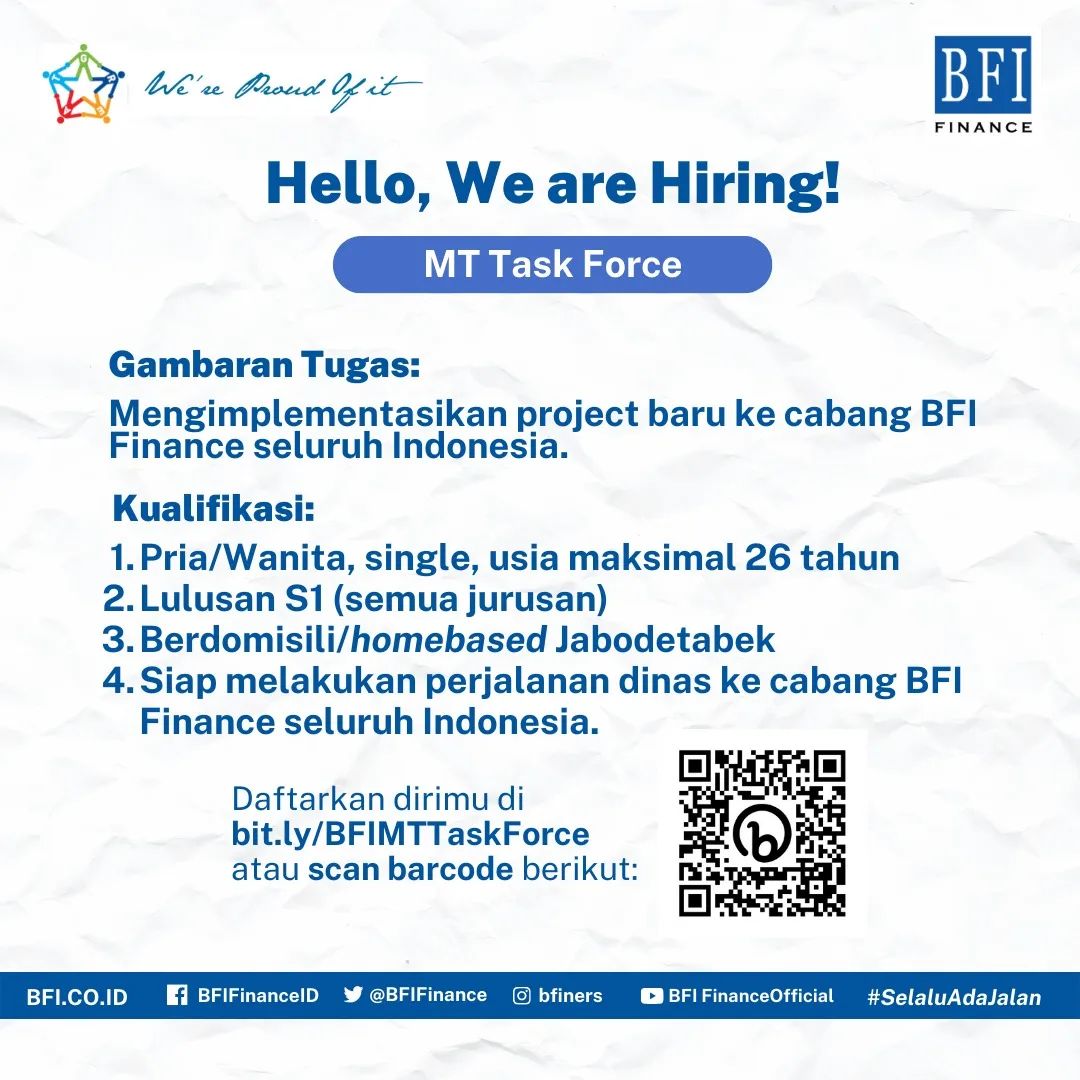 We're Proud Of it
BFI
FINANCE
Hello, We are Hiring!
MT Task Force
Gambaran Tugas:
Mengimplementasikan project baru ke cabang BFI
Finance seluruh Indonesia.
Kualifikasi:
1. Pria/Wanita, single, usia maksimal 26 tahun
2. Lulusan S1 (semua jurusan)
3. Berdomisili/homebased Jabodetabek
4. Siap melakukan perjalanan dinas ke cabang BFI
Finance seluruh Indonesia.
Daftarkan dirimu di
bit.ly/BFIMTTaskForce
atau scan barcode berikut:
b
BFI.CO.ID BFIFinanceID @BFIFinance bfiners BFI FinanceOfficial #SelaluAdaJalan